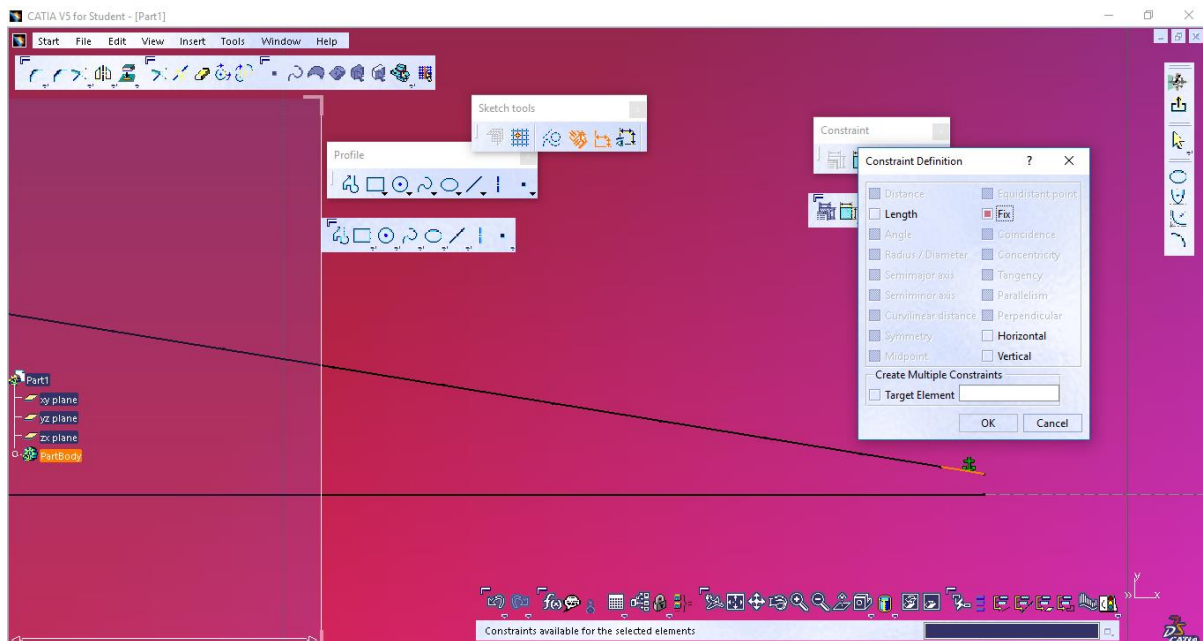 CATIA V5 for Student - [Part1]
Start File Edit View Insert Tools Window Help
Sketch tools
Profile
Constraint
Constraint Definition ? X
Distance Equidistant point
Length Fix
Angle Coincidence
Radius / Diameter Concentricity
Semimajor axis Tangency
Semiminor axis Parallelism
Curvilinear distance Perpendicular
Symmetry Horizontal
Midpoint Vertical
Create Multiple Constraints
Target Element
OK Cancel
Part1
xy plane
yz plane
zx plane
PartBody
f(x)
y
x
Constraints available for the selected elements
CATIA